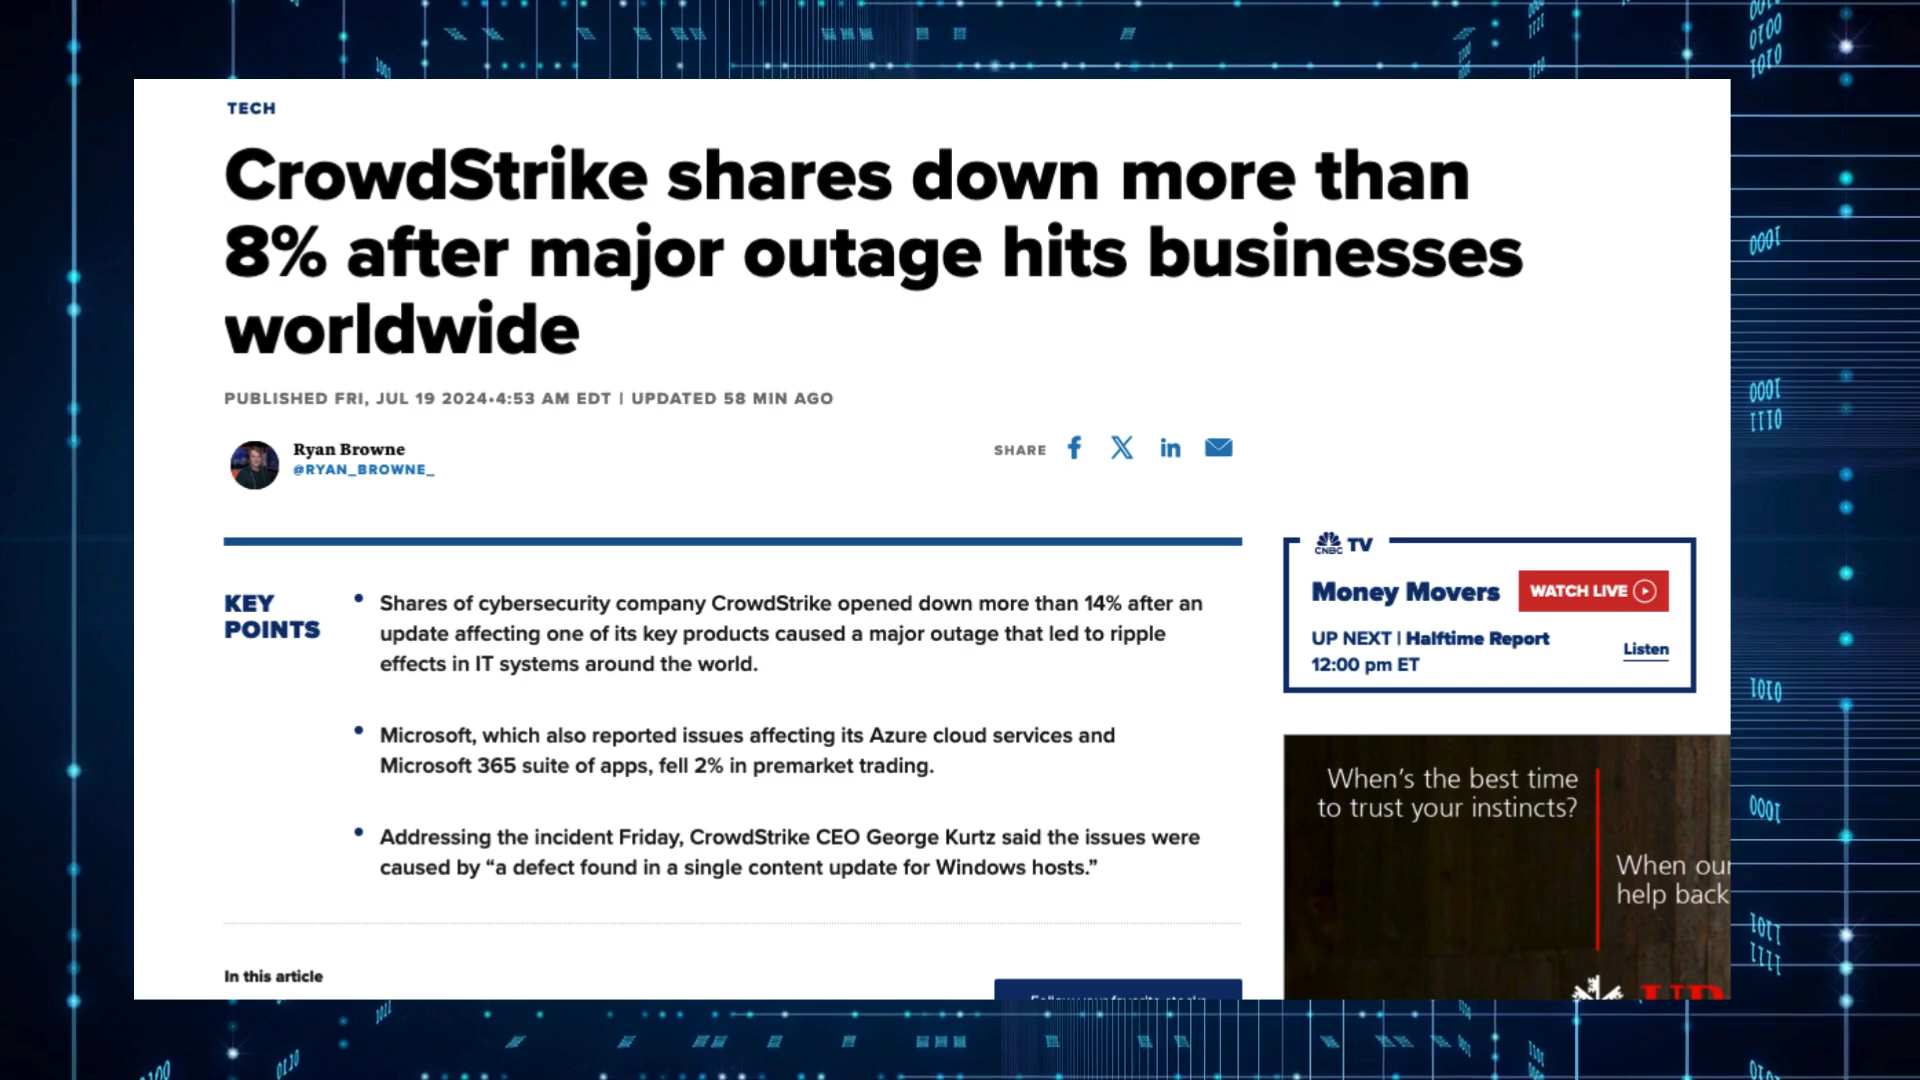 TECH
CrowdStrike shares down more than
8% after major outage hits businesses
worldwide
PUBLISHED FRI, JUL 19 2024•4:53 AM EDT | UPDATED 58 MIN AGO
Ryan Browne
@RYAN_BROWNE_
SHARE
KEY
POINTS
• Shares of cybersecurity company CrowdStrike opened down more than 14% after an
update affecting one of its key products caused a major outage that led to ripple
effects in IT systems around the world.
• Microsoft, which also reported issues affecting its Azure cloud services and
Microsoft 365 suite of apps, fell 2% in premarket trading.
• Addressing the incident Friday, CrowdStrike CEO George Kurtz said the issues were
caused by “a defect found in a single content update for Windows hosts.”
In this article
CNBC TV
Money Movers
WATCH LIVE
UP NEXT | Halftime Report
12:00 pm ET
Listen
When's the best time
to trust your instincts?
When our
help back